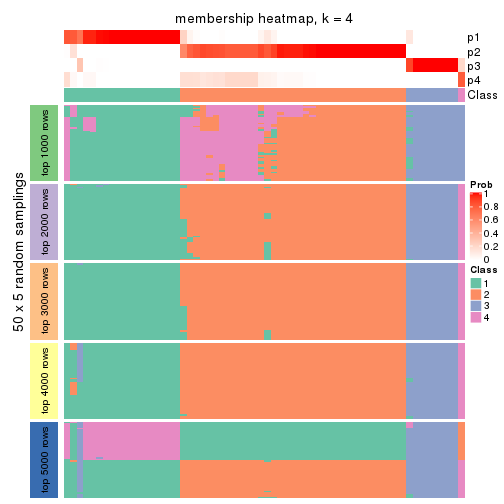 membership heatmap, k = 4
p1
p2
p3
p4
Class
50 x 5 random samplings
top 1000 rows
top 2000 rows
top 3000 rows
top 4000 rows
top 5000 rows
Prob
1
0.8
0.6
0.4
0.2
0
Class
1
2
3
4